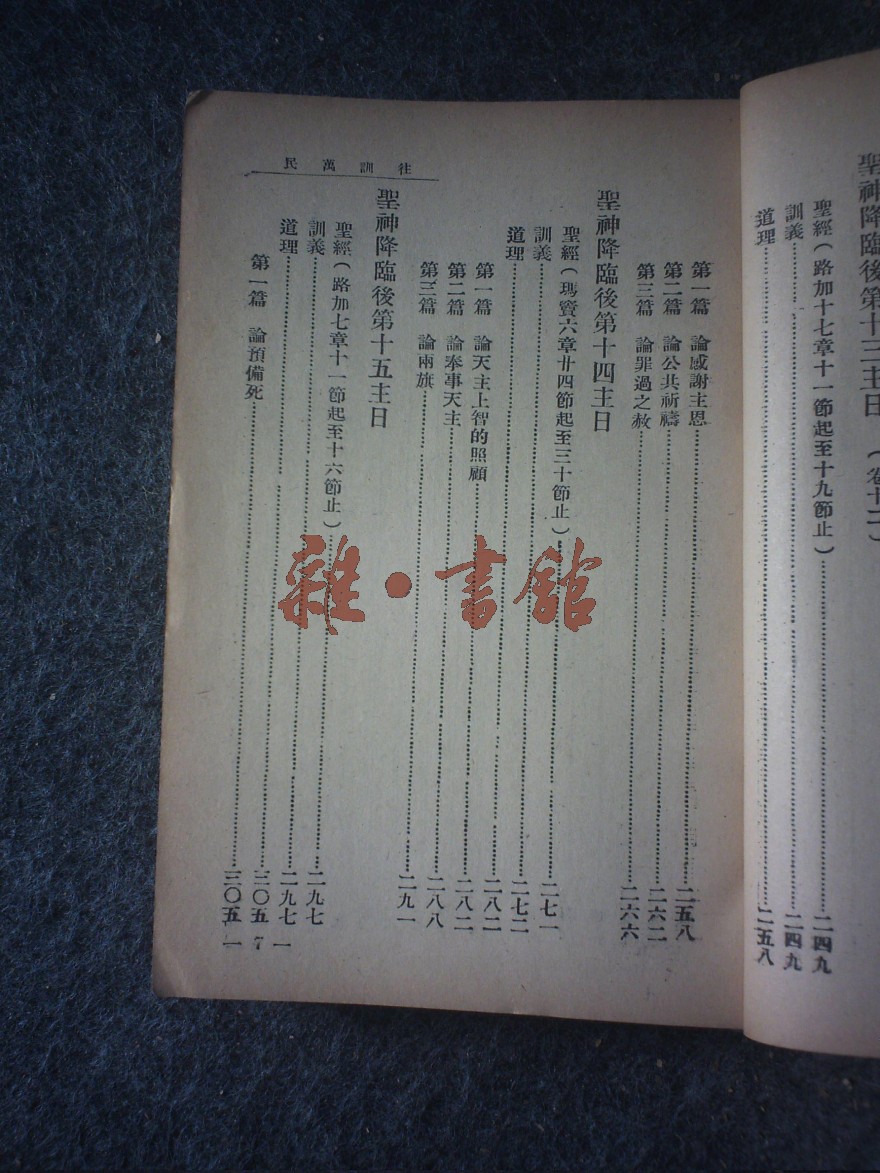 聖神降臨後第十三主日(卷十二)
聖經(路加十七章十一節起至十九節止)……二四九
訓義……二四九
道理……二五八
往訓萬民
第一篇 論感謝主恩……二五八
第二篇 論公共祈禱……二六二
第三篇 論罪過之赦……二六六
聖神降臨後第十四主日
聖經(瑪竇六章廿四節起至三十節止)……二七一
訓義……二七二
道理……二八二
第一篇 論天主上智的照顧……二八二
第二篇 論奉事天主……二八八
第三篇 論兩旗……二九一
聖神降臨後第十五主日
聖經(路加七章十一節起至十六節止)……二九七
訓義……二九七
道理……三〇五
第一篇 論預備死……三〇五
一 7 一
雜·書館